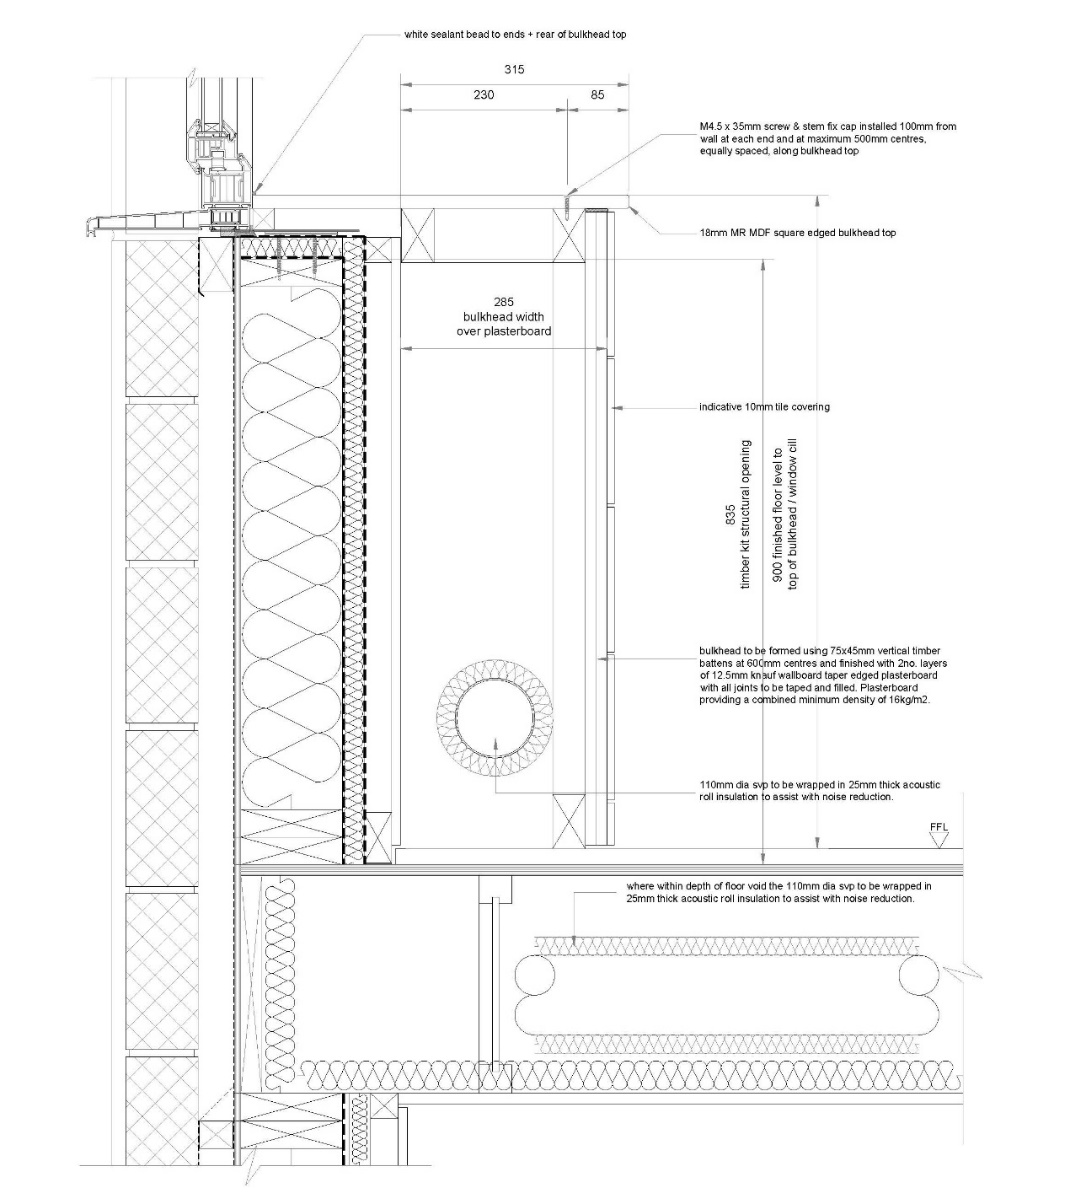 white sealant bead to ends + rear of bulkhead top
315
230
85
M4.5 x 35mm screw & stem fix cap installed 100mm from
wall at each end and at maximum 500mm centres,
equally spaced, along bulkhead top
18mm MR MDF square edged bulkhead top
285
bulkhead width
over plasterboard
indicative 10mm tile covering
835
timber kit structural opening
900 finished floor level to
top of bulkhead / window cill
bulkhead to be formed using 75x45mm vertical timber
battens at 600mm centres and finished with 2no. layers
of 12.5mm knauf wallboard taper edged plasterboard
with all joints to be taped and filled. Plasterboard
providing a combined minimum density of 16kg/m2.
110mm dia svp to be wrapped in 25mm thick acoustic
roll insulation to assist with noise reduction.
FFL
where within depth of floor void the 110mm dia svp to be wrapped in
25mm thick acoustic roll insulation to assist with noise reduction.